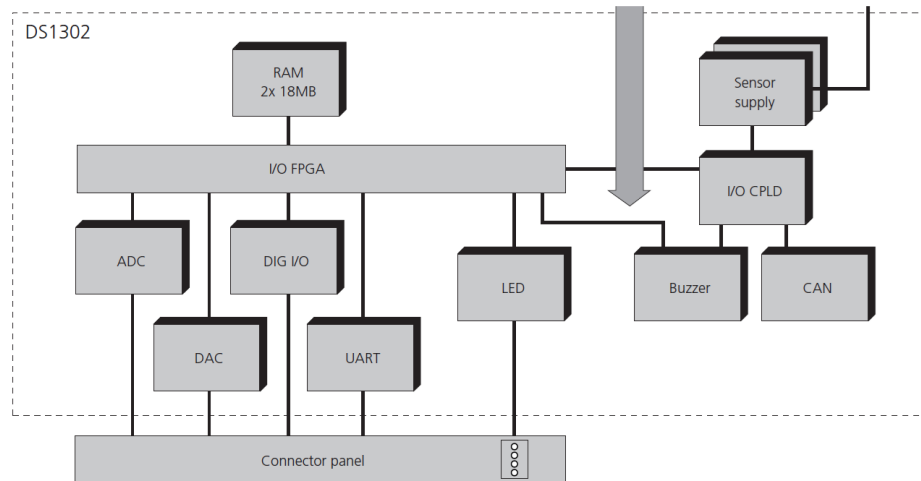 DS1302
RAM
2x 18MB
Sensor
supply
I/O FPGA
I/O CPLD
ADC
DIG I/O
LED
Buzzer
CAN
DAC
UART
Connector panel